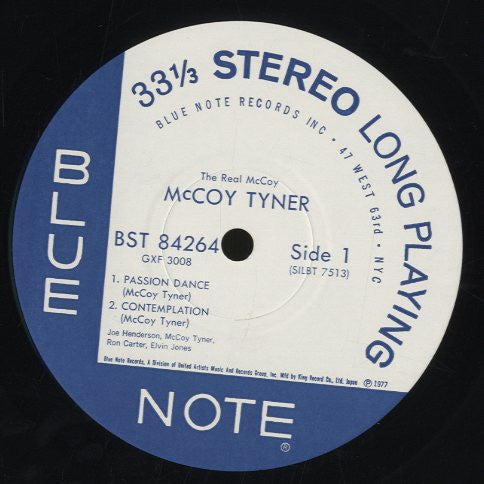 33⅓ STEREO LONG PLAYING
BLUE NOTE RECORDS INC • 47 WEST 63rd • NYC
The Real McCoy
McCOY TYNER
BST 84264
GXF 3008
Side 1
(SILBT 7513)
1. PASSION DANCE
(McCoy Tyner)
2. CONTEMPLATION
(McCoy Tyner)
Joe Henderson, McCoy Tyner,
Ron Carter, Elvin Jones
Blue Note Records, A Division of United Artists Music And Records Group, Inc. Mfd by King Record Co., Ltd. Japan ℗ 1977
BLUE
NOTE
®